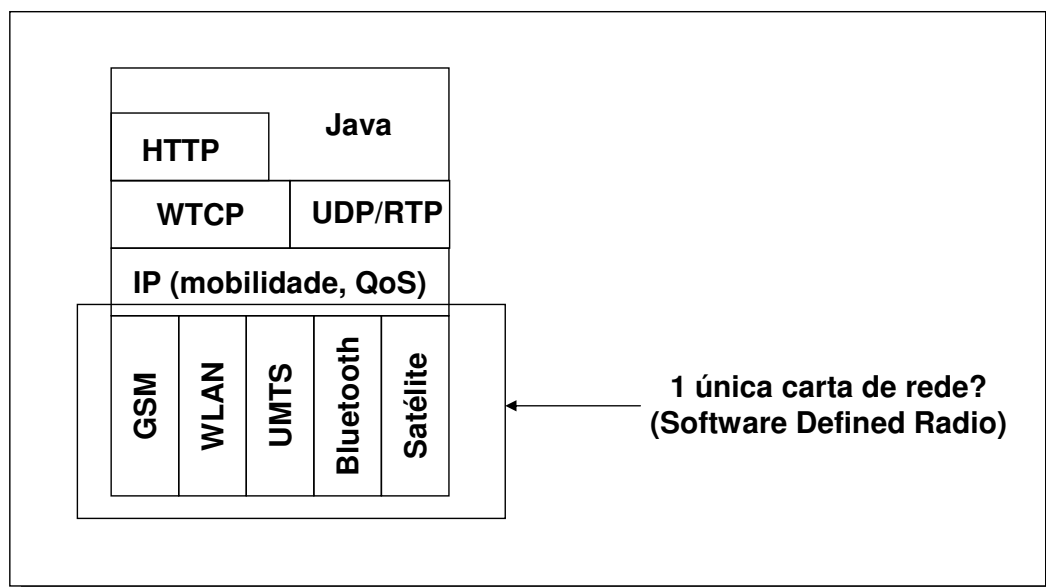 Java
HTTP
WTCP
UDP/RTP
IP (mobilidade, QoS)
GSM
WLAN
UMTS
Bluetooth
Satélite
1 única carta de rede?
(Software Defined Radio)